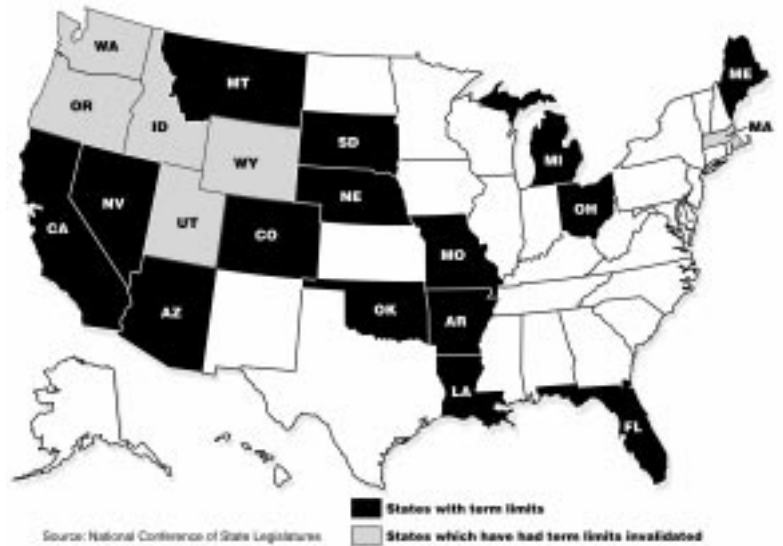 WA
MT
ME
OR
ID
MA
SD
WY
MI
NE
NV
OH
UT
CO
CA
MO
AZ
OK
AR
LA
FL
States with term limits
Source: National Conference of State Legislatures
States which have had term limits invalidated